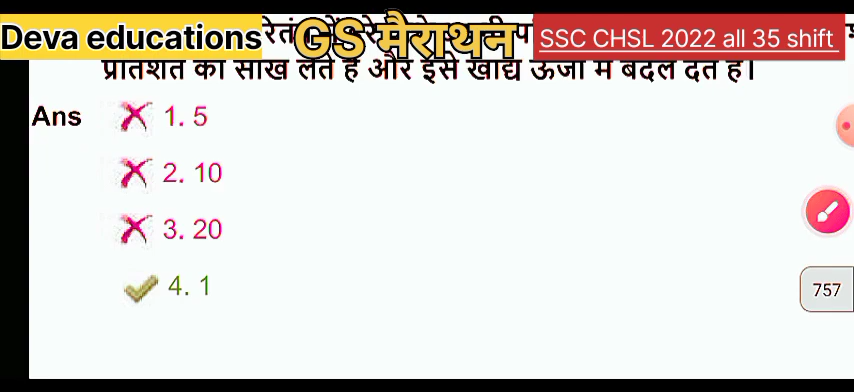 Deva educations GS मैराथन SSC CHSL 2022 all 35 shift
प्रतिशत को सोख लेते हैं और इसे खाद्य ऊर्जा में बदल देते हैं।
Ans 1. 5
2. 10
3. 20
4. 1
757